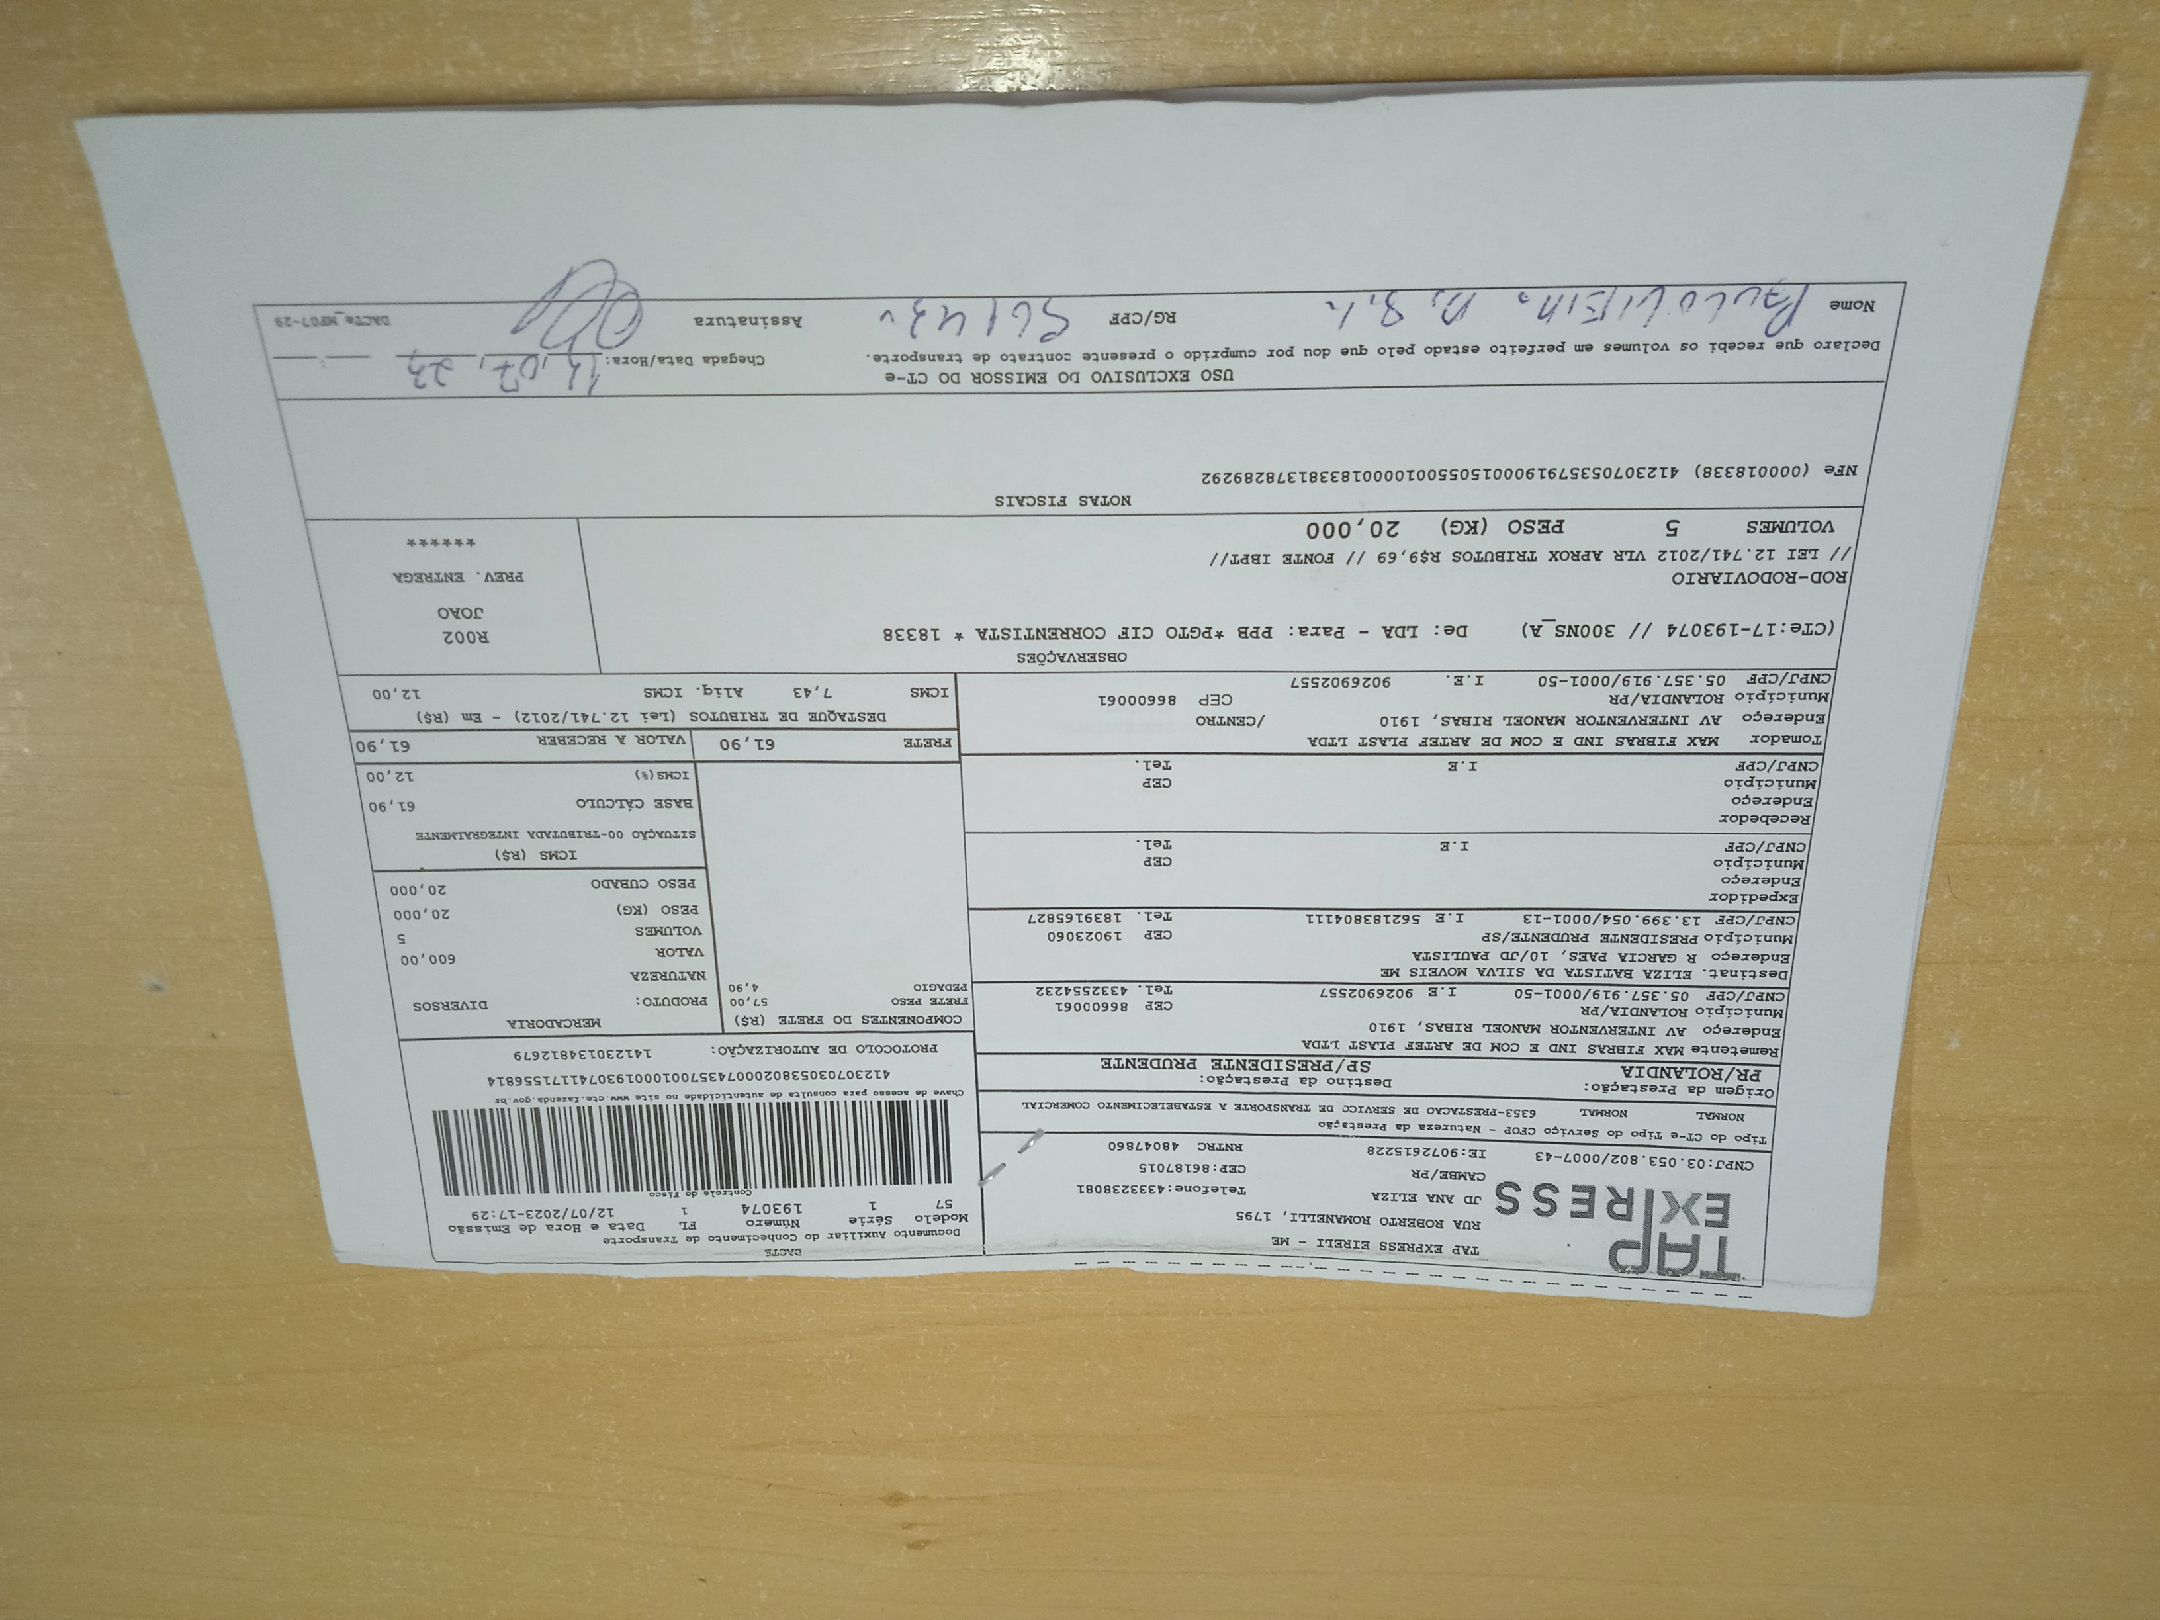 TAP
EXPRESS
TAP EXPRESS EIRELI - ME
RUA ROBERTO ROMANELLI, 1795
JD ANA ELIZA Telefone:4333238081
CAMBE/PR CEP:86187015
CNPJ:03.053.802/0007-43 IE:9072615228 RNTRC 48047860
DACTE
Documento Auxiliar do Conhecimento de Transporte
Modelo Série Número FL Data e Hora de Emissão
57 1 193074 1 12/07/2023-17:29
Controle do Fisco
Chave de acesso para consulta de autenticidade no site www.cte.fazenda.gov.br
41230703053802000743570010001930741171556814
PROTOCOLO DE AUTORIZAÇÃO: 141230134812679
Tipo do CT-e Tipo do Serviço CFOP - Natureza da Prestação
NORMAL NORMAL 6353-PRESTACAO DE SERVICO DE TRANSPORTE A ESTABELECIMENTO COMERCIAL
Origem da Prestação: Destino da Prestação:
PR/ROLANDIA SP/PRESIDENTE PRUDENTE
Remetente MAX FIBRAS IND E COM DE ARTEF PLAST LTDA
Endereço AV INTERVENTOR MANOEL RIBAS, 1910
Município ROLANDIA/PR CEP 86600061
CNPJ/CPF 05.357.919/0001-50 I.E 9026902557 Tel. 4332554232
Destinat. ELIZA BATISTA DA SILVA MOVEIS ME
Endereço R GARCIA PAES, 10/JD PAULISTA
Município PRESIDENTE PRUDENTE/SP CEP 19023060
CNPJ/CPF 13.399.054/0001-13 I.E 562183804111 Tel. 1839165827
Expedidor
Endereço
Município CEP
CNPJ/CPF I.E Tel.
Recebedor
Endereço
Município CEP
CNPJ/CPF I.E Tel.
Tomador MAX FIBRAS IND E COM DE ARTEF PLAST LTDA
Endereço AV INTERVENTOR MANOEL RIBAS, 1910 /CENTRO
Município ROLANDIA/PR CEP 86600061
CNPJ/CPF 05.357.919/0001-50 I.E. 9026902557
COMPONENTES DO FRETE (R$)
FRETE PESO 57,00
PEDAGIO 4,90
MERCADORIA
PRODUTO: DIVERSOS
NATUREZA
VALOR 600,00
VOLUMES 5
PESO (KG) 20,000
PESO CUBADO 20,000
ICMS (R$)
SITUAÇÃO 00-TRIBUTADA INTEGRALMENTE
BASE CÁLCULO 61,90
ICMS(%) 12,00
FRETE 61,90 VALOR A RECEBER 61,90
DESTAQUE DE TRIBUTOS (Lei 12.741/2012) - Em (R$)
ICMS 7,43 Aliq. ICMS 12,00
OBSERVAÇÕES
(CTe:17-193074 // 300NS_A) De: LDA - Para: PPB *PGTO CIF CORRENTISTA * 18338
ROD-RODOVIARIO
// LEI 12.741/2012 VLR APROX TRIBUTOS R$9,69 // FONTE IBPT//
VOLUMES 5 PESO (KG) 20,000
R002
JOAO
PREV. ENTREGA
******
NOTAS FISCAIS
NFe (000018338) 41230705357919000150550010000183381378289292
USO EXCLUSIVO DO EMISSOR DO CT-e
Declaro que recebi os volumes em perfeito estado pelo que dou por cumprido o presente contrato de transporte. Chegada Data/Hora: 07, 23
Nome PAULO RG/CPF Assinatura DACTe_MP07-29